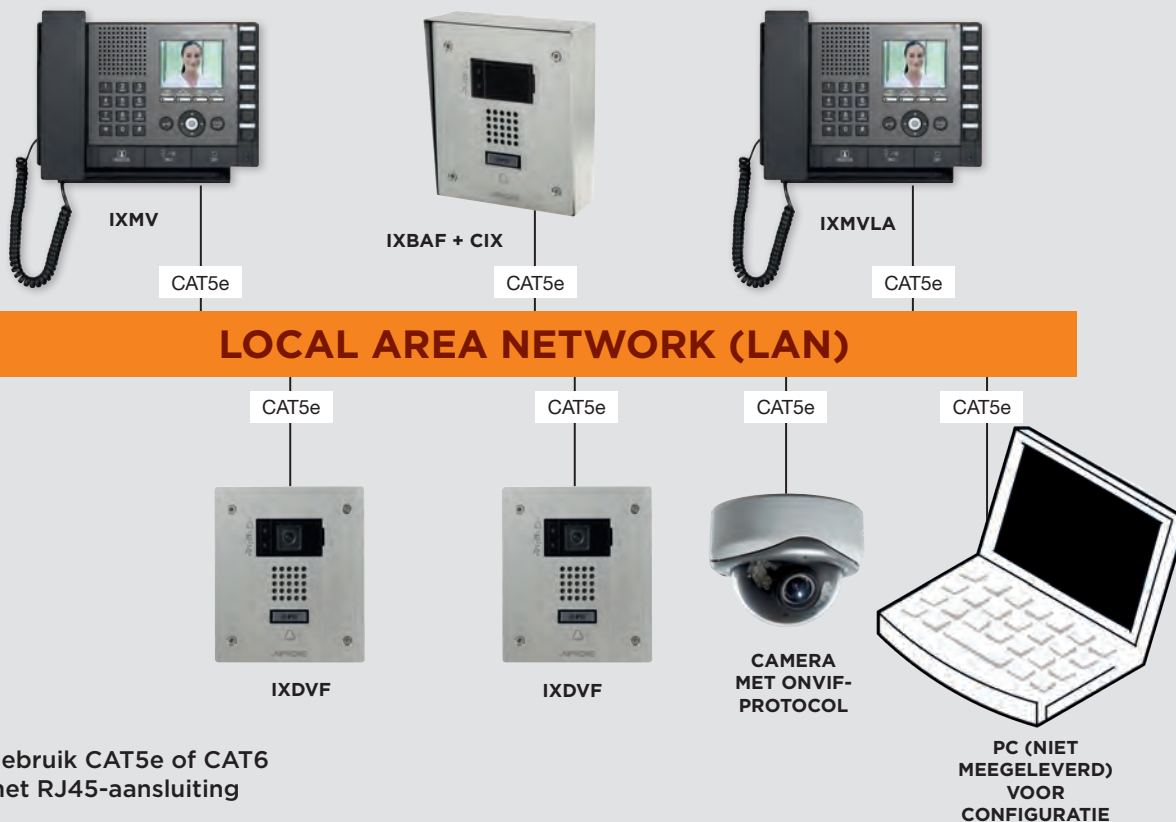 IXMV
IXBAF + CIX
IXMVLA
CAT5e
CAT5e
CAT5e
LOCAL AREA NETWORK (LAN)
CAT5e
CAT5e
CAT5e
CAT5e
IXDVF
IXDVF
CAMERA
MET ONVIF-
PROTOCOL
PC (NIET
MEEGELEVERD)
VOOR
CONFIGURATIE
ebruik CAT5e of CAT6
net RJ45-aansluiting